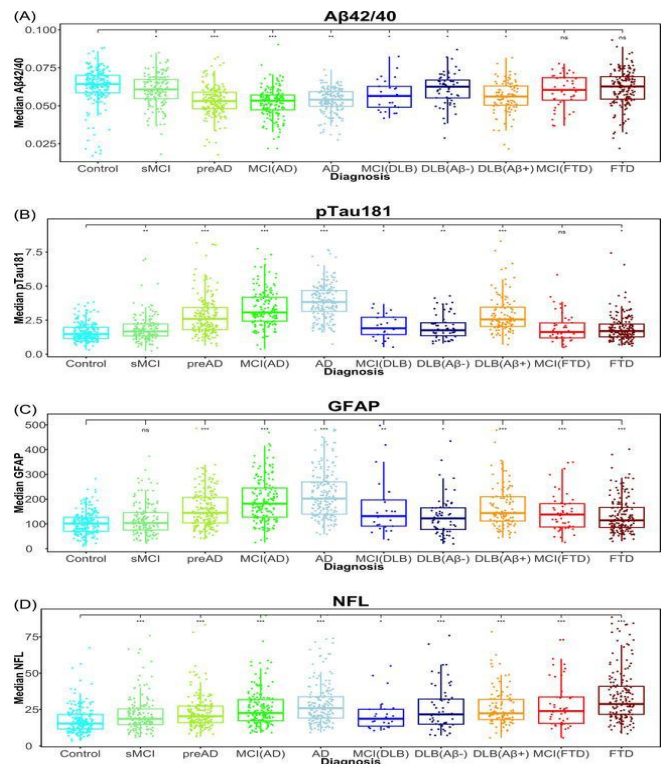 (A) Aβ42/40
Median Aβ42/40
0.100
0.075
0.050
0.025
ns ns
Control sMCI preAD MCI(AD) AD MCI(DLB) DLB(Aβ-) DLB(Aβ+) MCI(FTD) FTD
Diagnosis
(B) pTau181
Median pTau181
7.5
5.0
2.5
0.0
ns
Control sMCI preAD MCI(AD) AD MCI(DLB) DLB(Aβ-) DLB(Aβ+) MCI(FTD) FTD
Diagnosis
(C) GFAP
Median GFAP
500
400
300
200
100
0
ns
Control sMCI preAD MCI(AD) AD MCI(DLB) DLB(Aβ-) DLB(Aβ+) MCI(FTD) FTD
Diagnosis
(D) NFL
Median NFL
75
50
25
0
Control sMCI preAD MCI(AD) AD MCI(DLB) DLB(Aβ-) DLB(Aβ+) MCI(FTD) FTD
Diagnosis